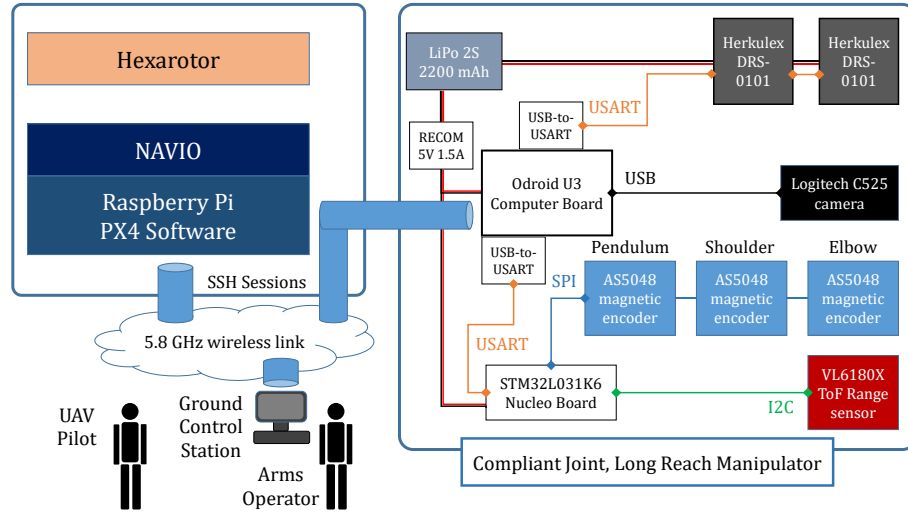 Hexarotor
NAVIO
Raspberry Pi
PX4 Software
SSH Sessions
5.8 GHz wireless link
UAV
Pilot
Ground
Control
Station
Arms
Operator
LiPo 2S
2200 mAh
Herkulex
DRS-
0101
Herkulex
DRS-
0101
USART
USB-to-
USART
RECOM
5V 1.5A
Odroid U3
Computer Board
USB
Logitech C525
camera
USB-to-
USART
Pendulum
Shoulder
Elbow
SPI
AS5048
magnetic
encoder
AS5048
magnetic
encoder
AS5048
magnetic
encoder
USART
STM32L031K6
Nucleo Board
I2C
VL6180X
ToF Range
sensor
Compliant Joint, Long Reach Manipulator